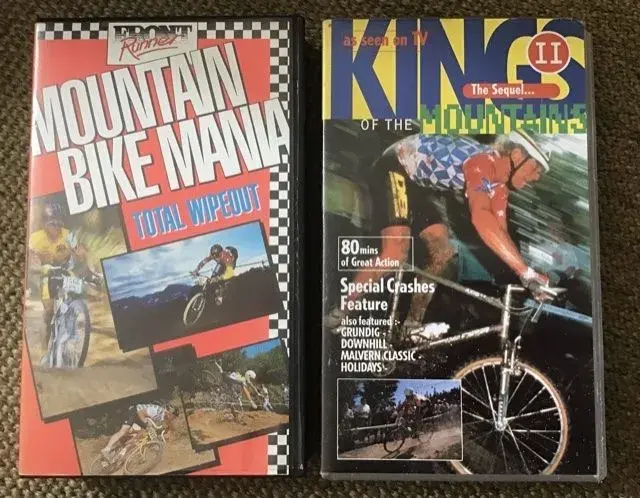 FRONT
Runner
MOUNTAIN
BIKE MANIA
TOTAL WIPEOUT
as seen on TV
KINGS
II
The Sequel...
OF THE MOUNTAINS
80 mins
of Great Action
Special Crashes
Feature
also featured :-
GRUNDIG -
DOWNHILL -
MALVERN CLASSIC -
HOLIDAYS -